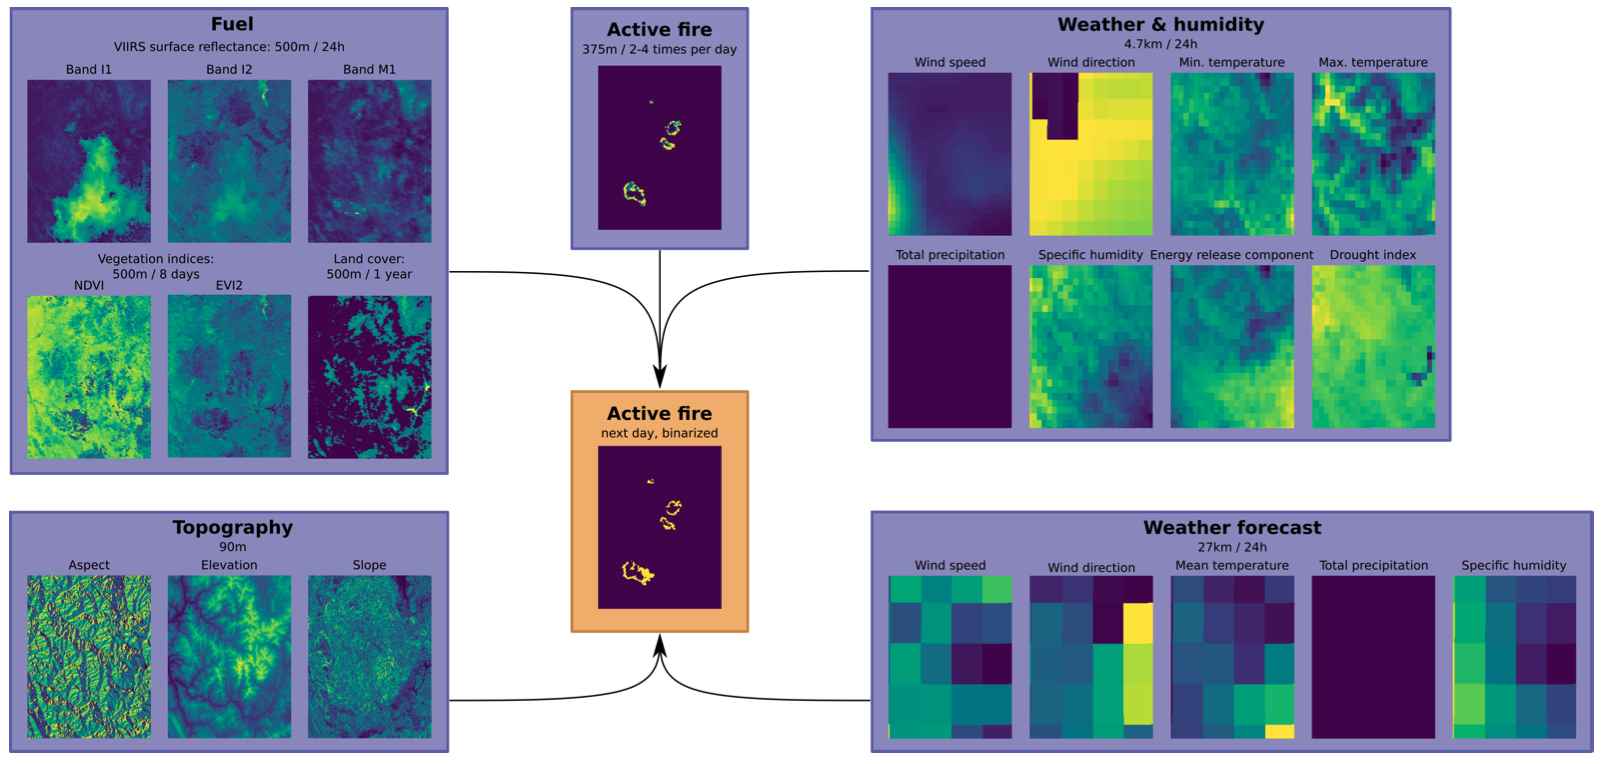 Fuel
VIIRS surface reflectance: 500m / 24h
Band I1
Band I2
Band M1
Vegetation indices:
500m / 8 days
Land cover:
500m / 1 year
NDVI
EVI2
Active fire
375m / 2-4 times per day
Weather & humidity
4.7km / 24h
Wind speed
Wind direction
Min. temperature
Max. temperature
Total precipitation
Specific humidity
Energy release component
Drought index
Active fire
next day, binarized
Topography
90m
Aspect
Elevation
Slope
Weather forecast
27km / 24h
Wind speed
Wind direction
Mean temperature
Total precipitation
Specific humidity